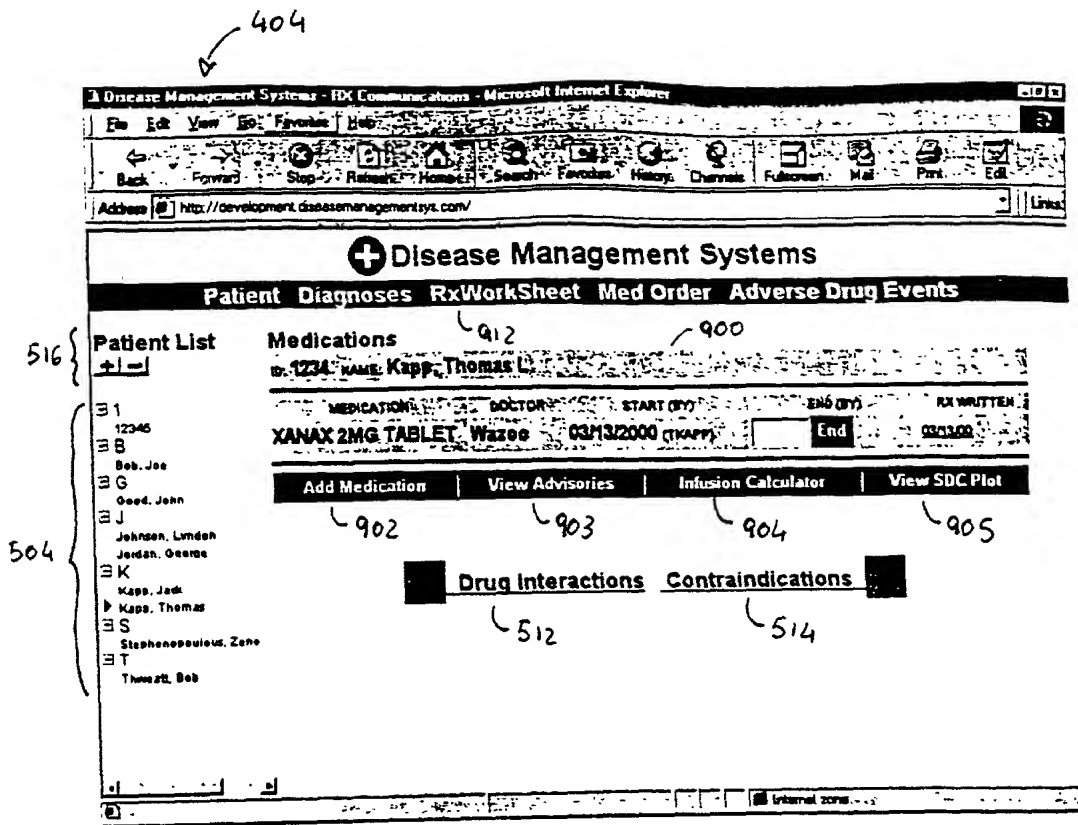 404
Disease Management Systems - RX Communications - Microsoft Internet Explorer
File Edit View Go Favorites Help
Back Forward Stop Refresh Home Search Favorites History Channels Fullscreen Mail Print Edit
Address http://development.diseasemanagementsys.com/ Links
Disease Management Systems
Patient Diagnoses RxWorkSheet Med Order Adverse Drug Events
912
900
516
Patient List
+ −
Medications
ID: 1234 NAME: Kapp, Thomas L
MEDICATION DOCTOR START (BY) END (BY) RX WRITTEN
XANAX 2MG TABLET Wazoo 03/13/2000 (TKAPP) End 03/13/00
Add Medication View Advisories Infusion Calculator View SDC Plot
902 903 904 905
Drug Interactions Contraindications
512 514
504
1
12345
B
Bob, Joe
G
Good, John
J
Johnson, Lyndon
Jordan, George
K
Kapp, Jack
Kapp, Thomas
S
Stephenopoulous, Zeno
T
Thweatt, Bob
Internet zone